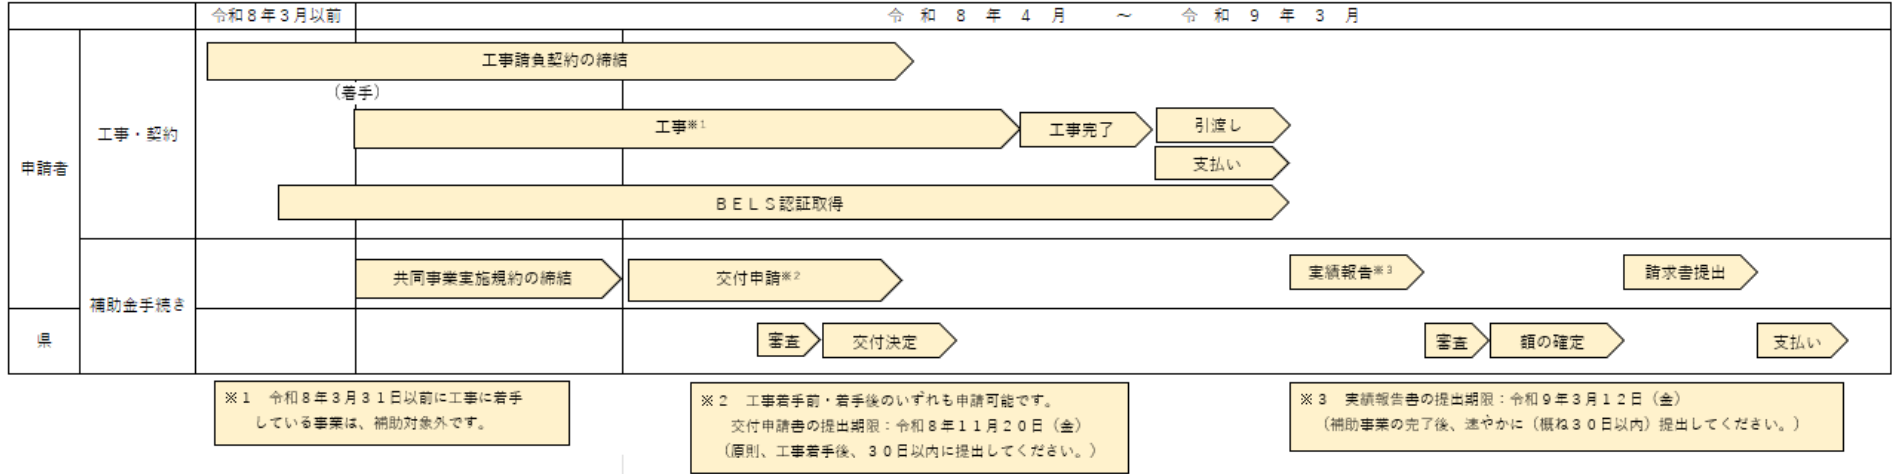 令和８年３月以前
令和８年４月　～　令和９年３月
工事請負契約の締結
（着手）
工事※１
工事完了
引渡し
工事・契約
支払い
申請者
ＢＥＬＳ認証取得
共同事業実施規約の締結
交付申請※２
実績報告※３
請求書提出
補助金手続き
県
審査
交付決定
審査
額の確定
支払い
※１　令和８年３月３１日以前に工事に着手
している事業は、補助対象外です。
※２　工事着手前・着手後のいずれも申請可能です。
交付申請書の提出期限：令和８年１１月２０日（金）
（原則、工事着手後、３０日以内に提出してください。）
※３　実績報告書の提出期限：令和９年３月１２日（金）
（補助事業の完了後、速やかに（概ね３０日以内）提出してください。）